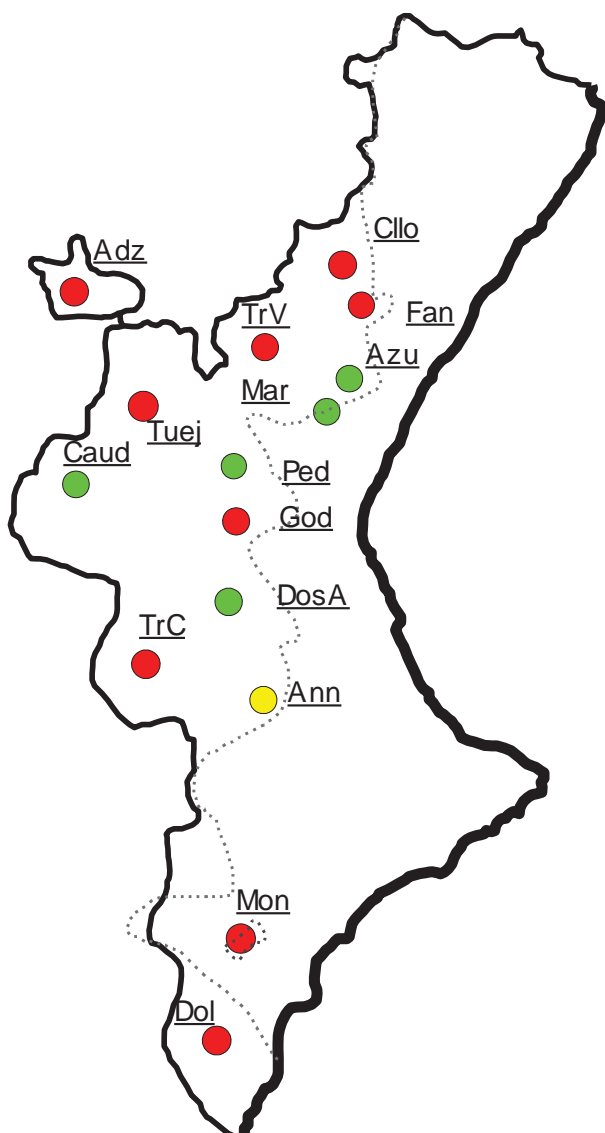 Cllo
Adz
TrV
Fan
Azu
Mar
Tuej
Caud
Ped
God
DosA
TrC
Ann
Mon
Dol